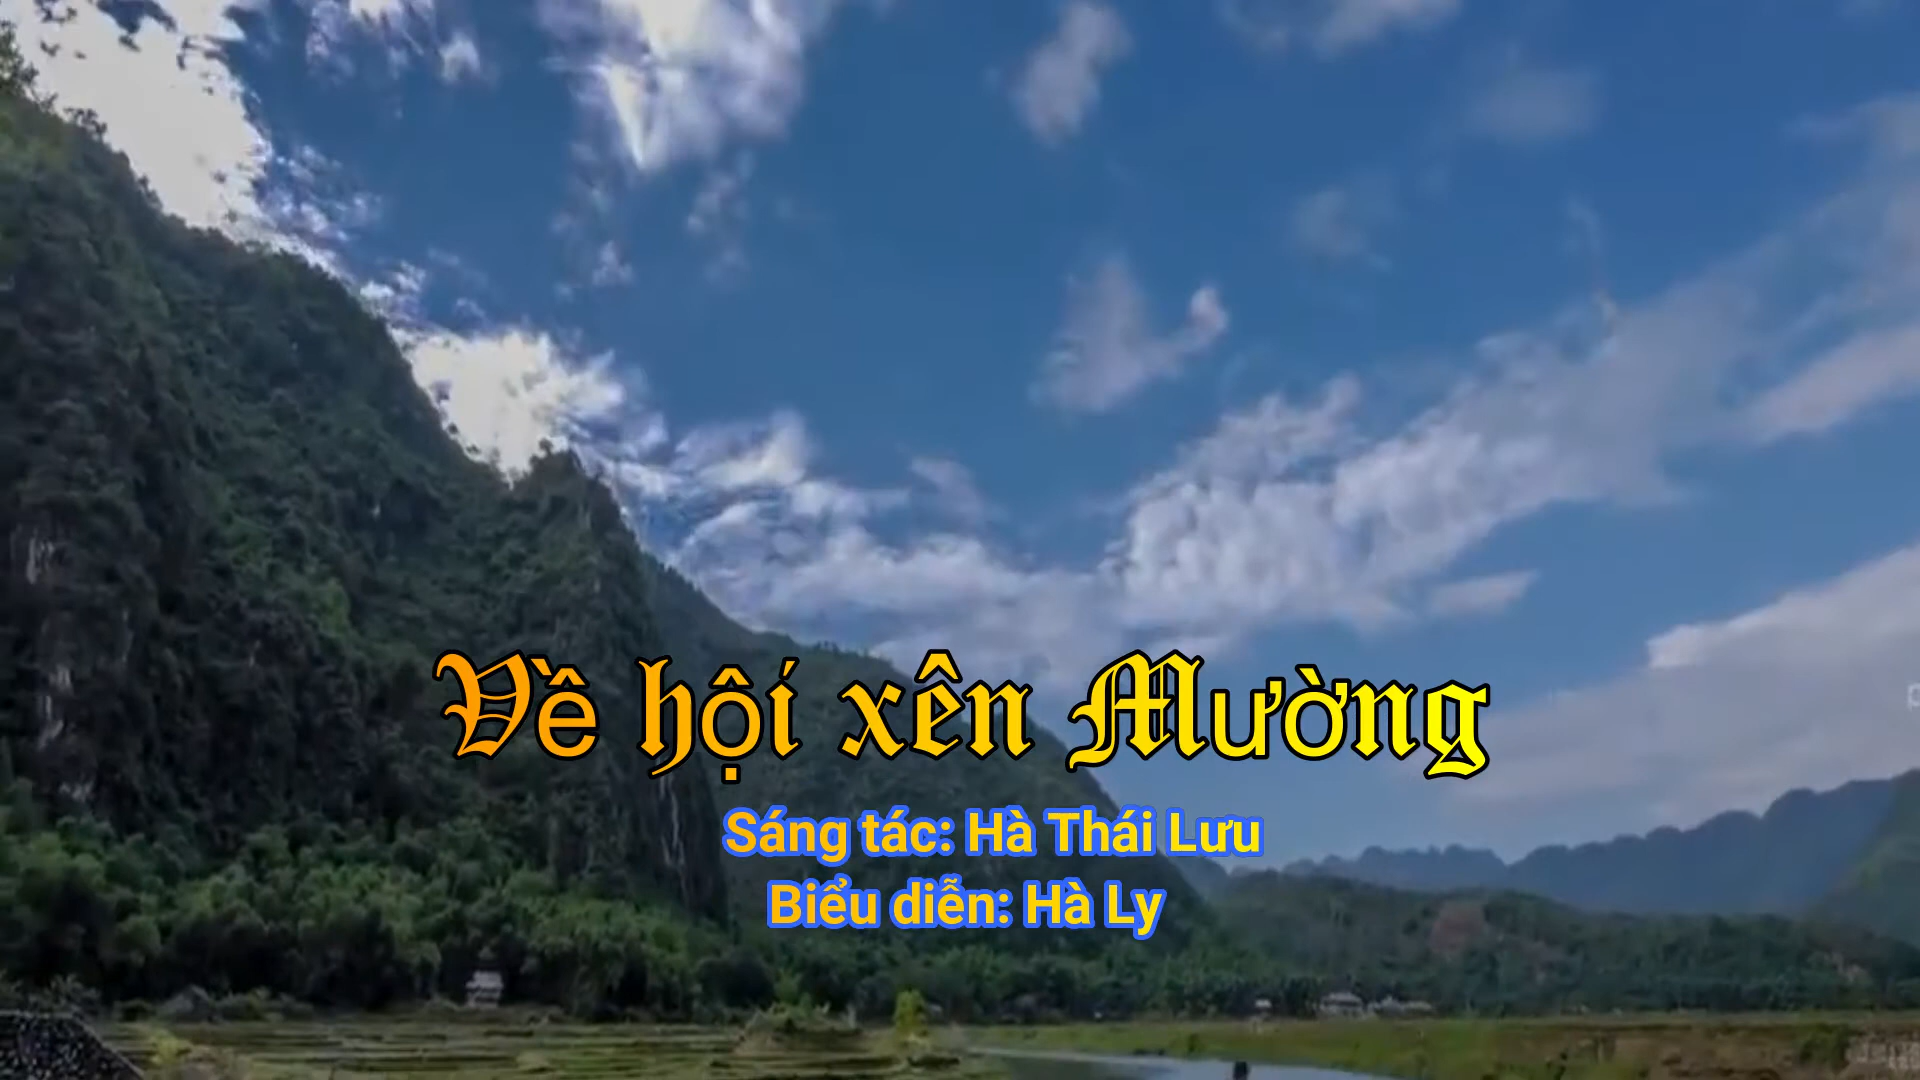 Về hội xên Mường
Sáng tác: Hà Thái Lưu
Biểu diễn: Hà Ly